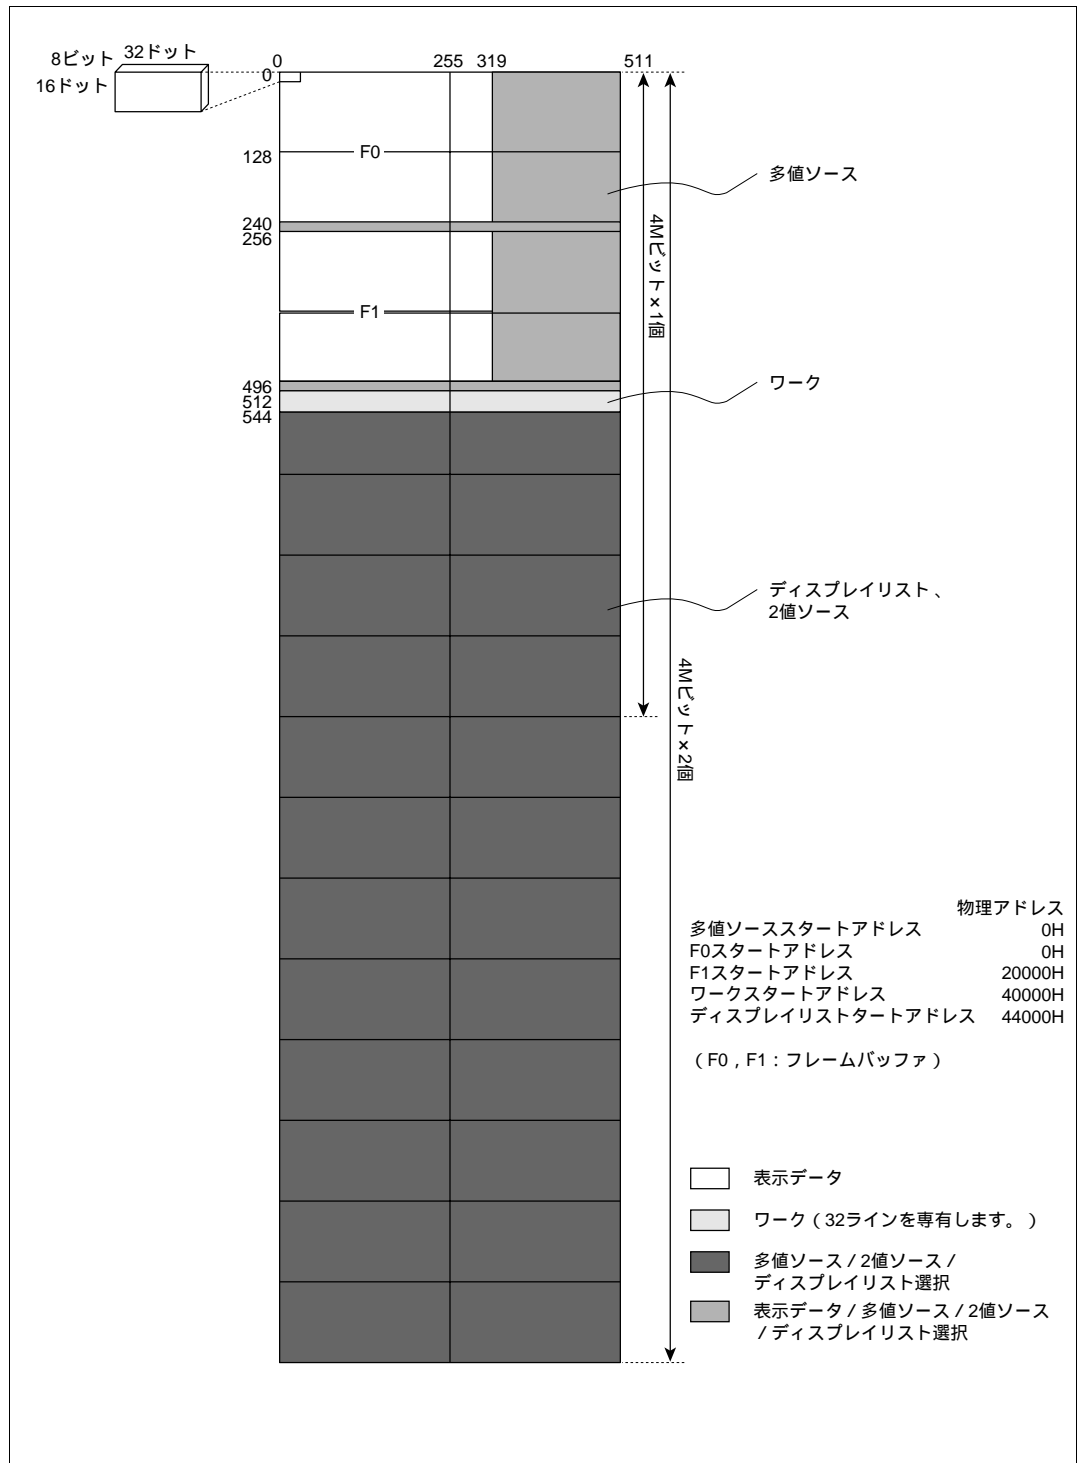 8ビット 32ドット
16ドット
0 255 319 511
0
128
240
256
496
512
544
F0
F1
多値ソース
ワーク
ディスプレイリスト、
2値ソース
4Mビット×1個
4Mビット×2個
物理アドレス
多値ソーススタートアドレス 0H
F0スタートアドレス 0H
F1スタートアドレス 20000H
ワークスタートアドレス 40000H
ディスプレイリストタートアドレス 44000H
(F0,F1:フレームバッファ)
表示データ
ワーク(32ラインを専有します。)
多値ソース/2値ソース/
ディスプレイリスト選択
表示データ/多値ソース/2値ソース
/ディスプレイリスト選択